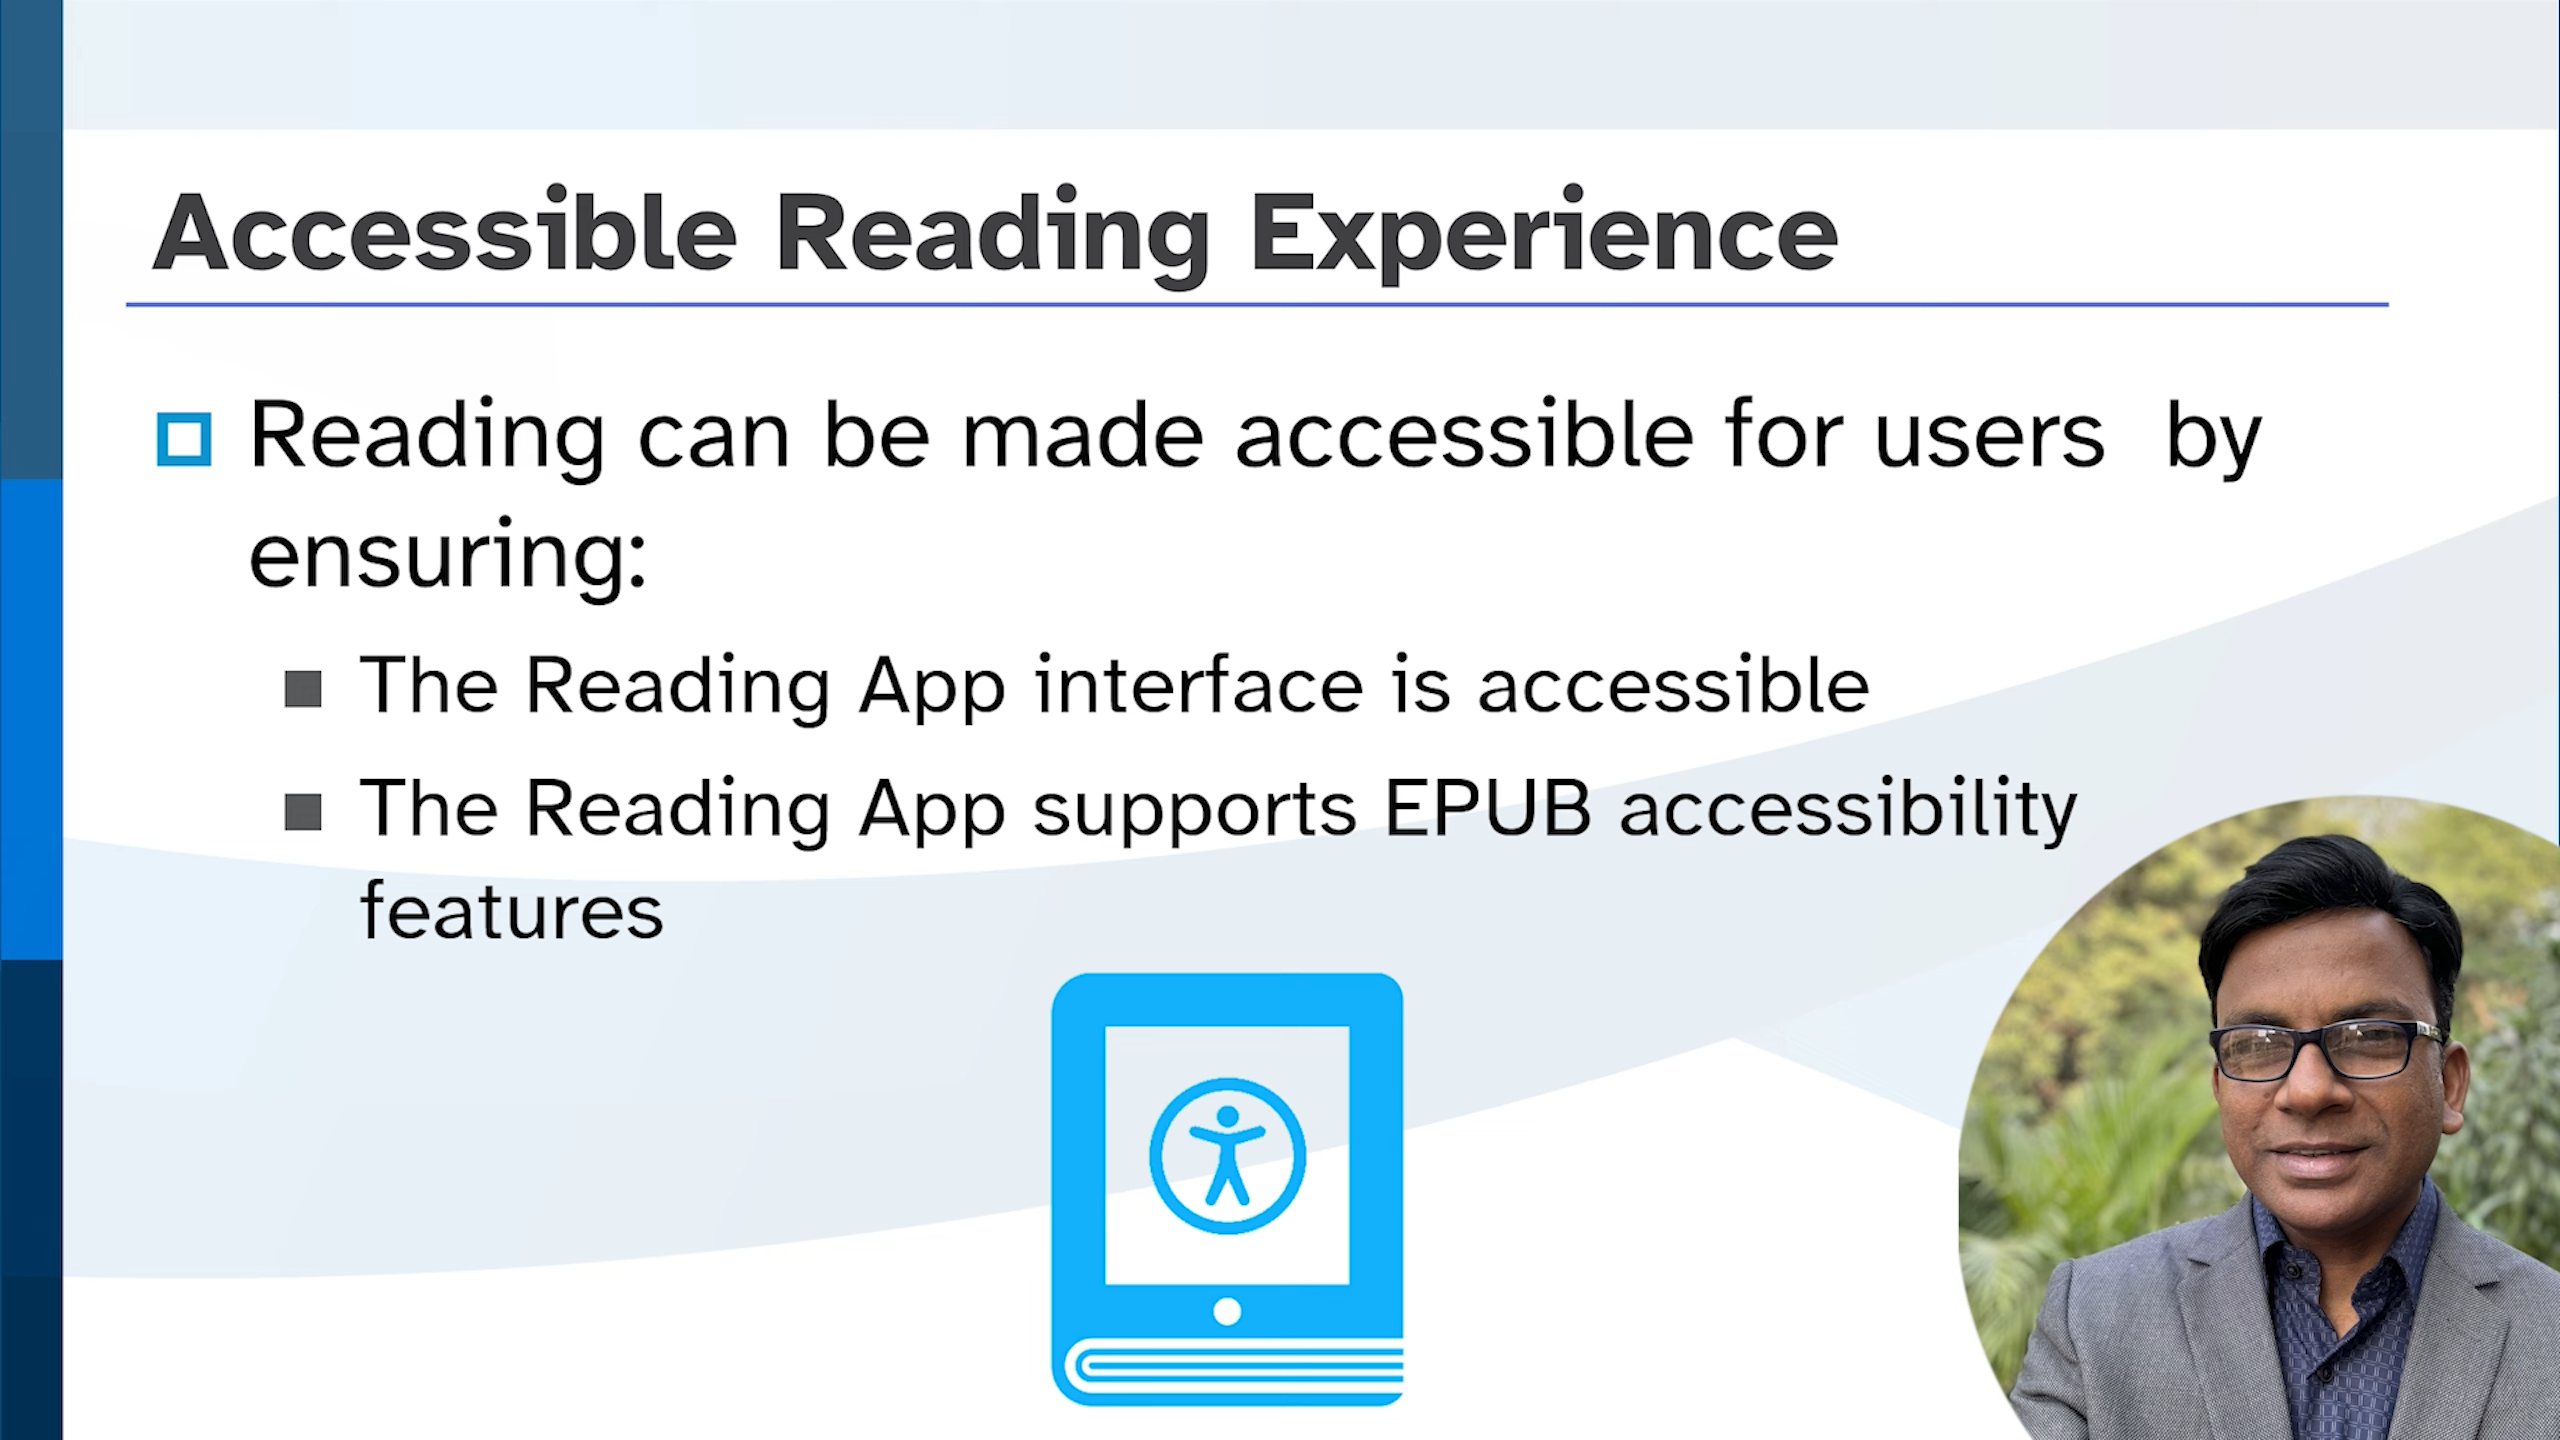 Accessible Reading Experience
Reading can be made accessible for users  by
ensuring:
The Reading App interface is accessible
The Reading App supports EPUB accessibility
features